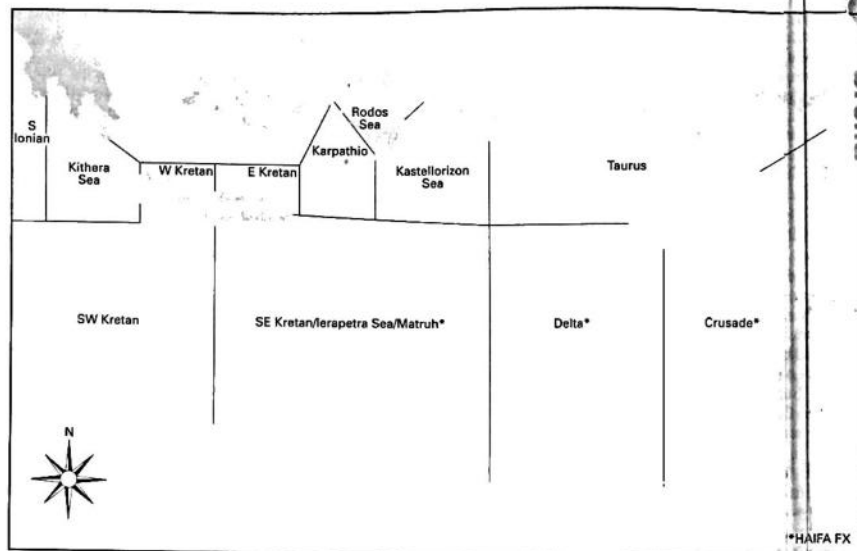 Rodos
Sea
S
Ionian
Karpathio
Kithera
Sea
W Kretan
E Kretan
Kastellorizon
Sea
Taurus
SW Kretan
SE Kretan/Ierapetra Sea/Matruh*
Delta*
Crusade*
N
*HAIFA FX